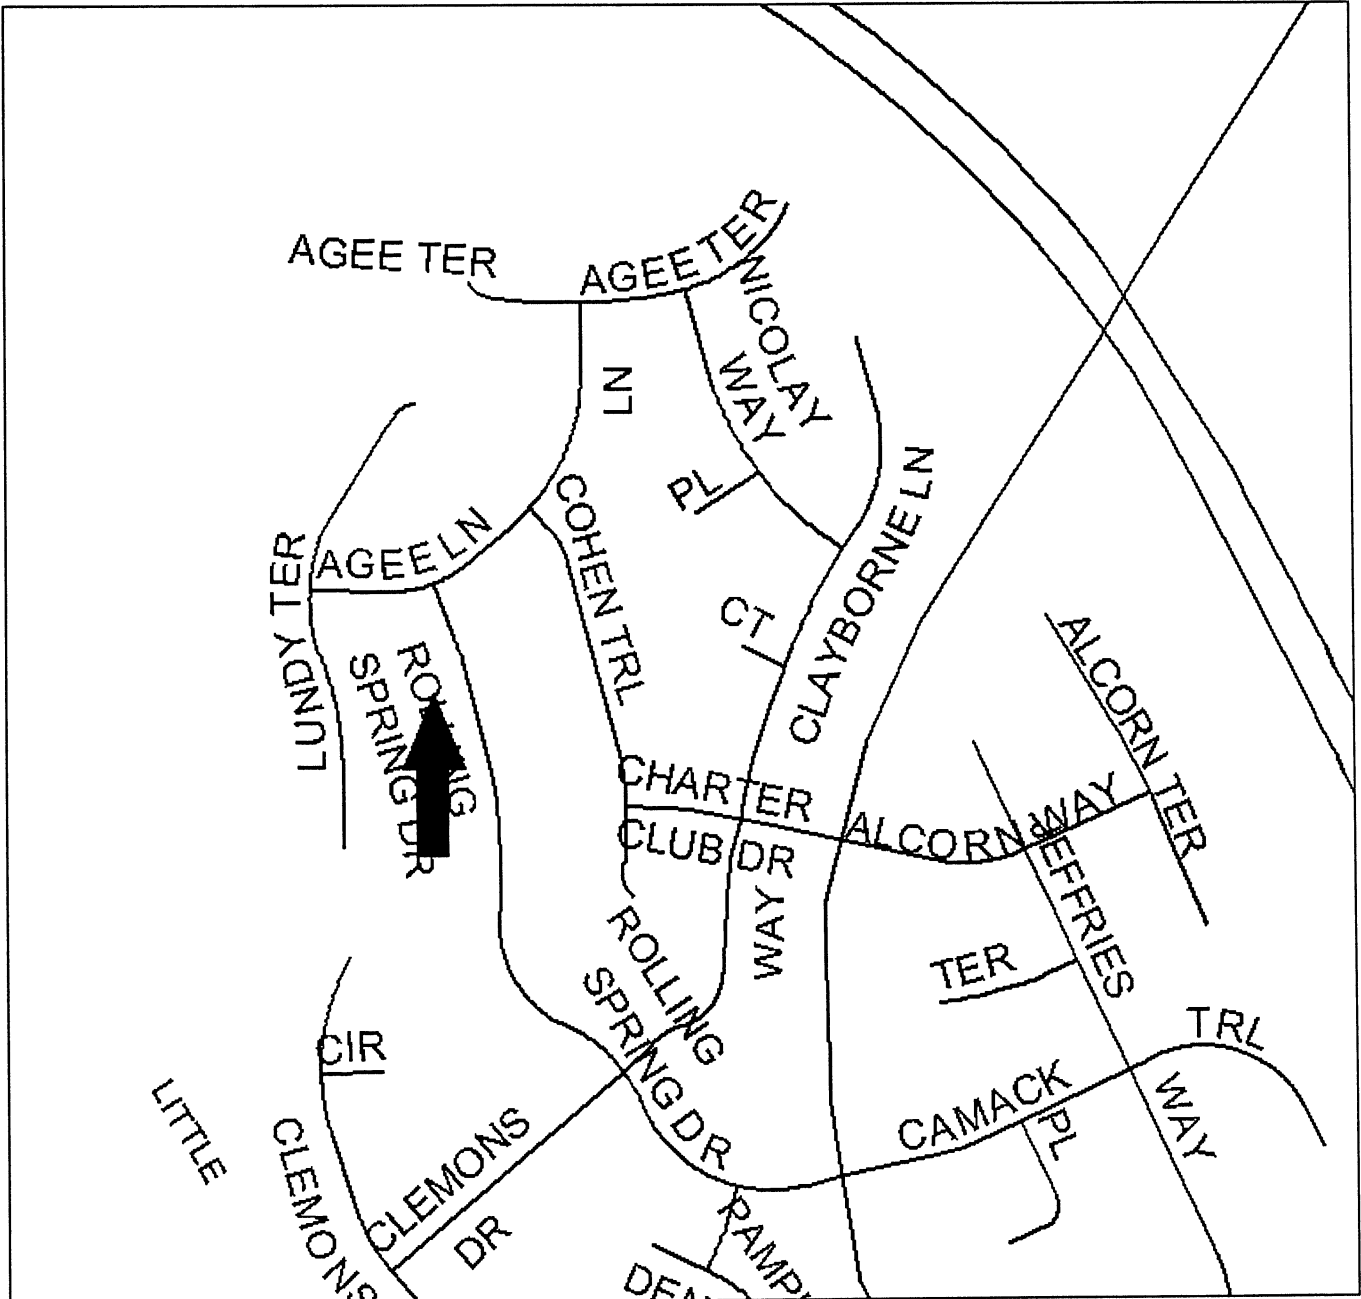 AGEE TER
AGEE TER
NICOLAY
WAY
LN
PL
CLAYBORNE LN
COHEN TRL
AGEE LN
LUNDY TER
CT
ROLLING
SPRING DR
ALCORN TER
CHARTER
CLUB DR
ALCORN WAY
JEFFRIES
WAY
WAY
ROLLING
SPRING DR
TER
TRL
CIR
CAMACK
PL
LITTLE
CLEMONS
CLEMONS
DR